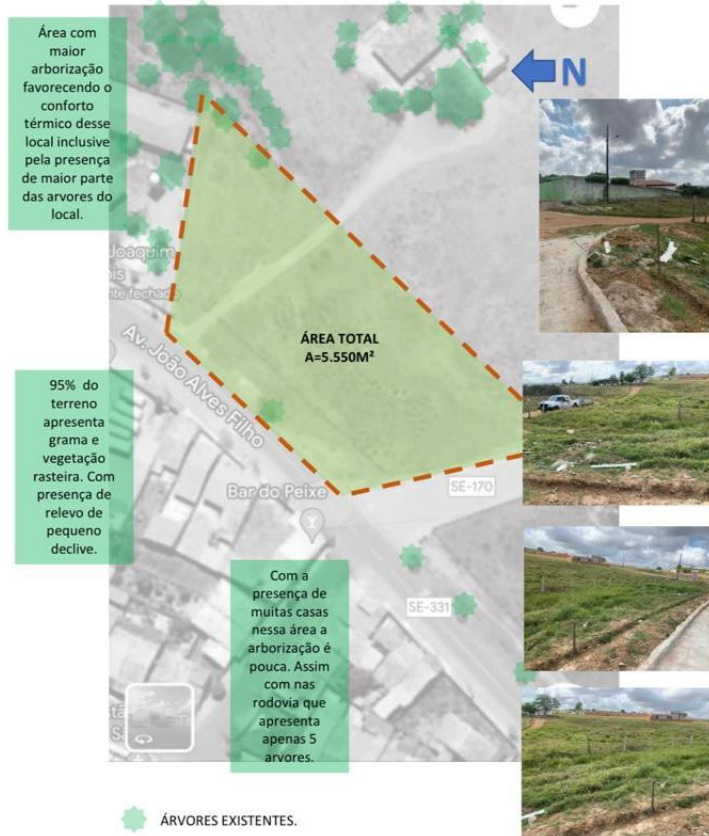 Área com
maior
arborização
favorecendo o
conforto
térmico desse
local inclusive
pela presença
de maior parte
das arvores do
local.
N
Joaquim
ÁREA TOTAL
A=5.550M²
Av. João Alves Filho
95% do
terreno
apresenta
grama e
vegetação
rasteira. Com
presença de
relevo de
pequeno
declive.
Bar do Peixe
SE-170
SE-331
Com a
presença de
muitas casas
nessa área a
arborização é
pouca. Assim
com nas
rodovia que
apresenta
apenas 5
arvores.
ÁRVORES EXISTENTES.